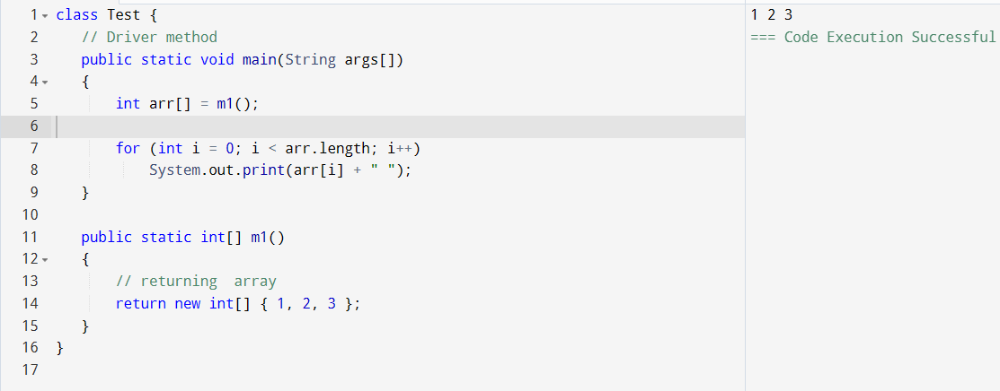 1 class Test {
2 // Driver method
3 public static void main(String args[])
4 {
5 int arr[] = m1();
6
7 for (int i = 0; i < arr.length; i++)
8 System.out.print(arr[i] + " ");
9 }
10
11 public static int[] m1()
12 {
13 // returning  array
14 return new int[] { 1, 2, 3 };
15 }
16 }
17
1 2 3
=== Code Execution Successful